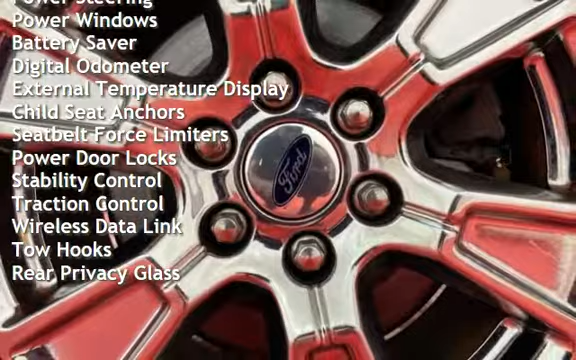 Power Steering
Power Windows
Battery Saver
Digital Odometer
External Temperature Display
Child Seat Anchors
Seatbelt Force Limiters
Power Door Locks
Stability Control
Traction Control
Wireless Data Link
Tow Hooks
Rear Privacy Glass
Ford